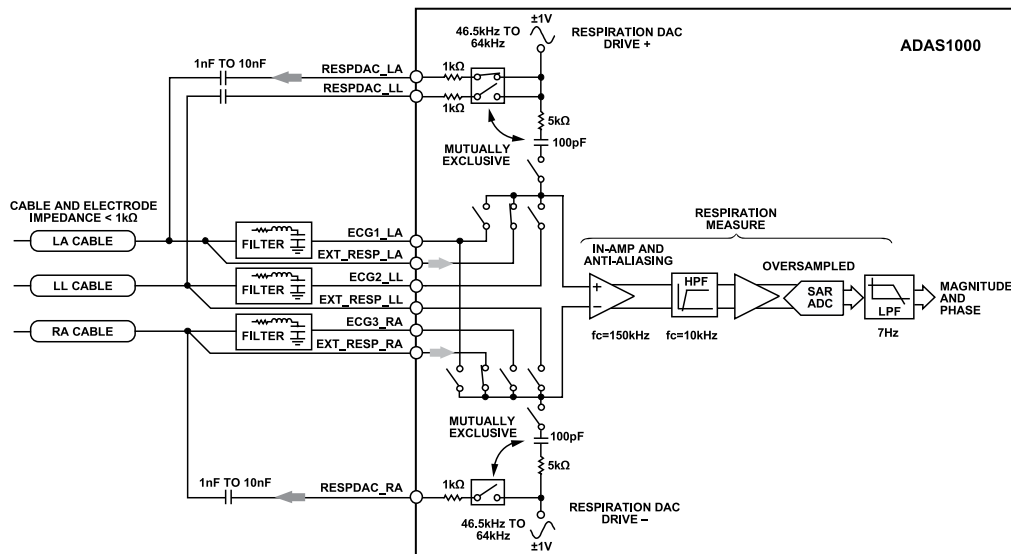 ±1V
46.5kHz TO
64kHz
RESPIRATION DAC
DRIVE +
ADAS1000
1nF TO 10nF
RESPDAC_LA
1kΩ
RESPDAC_LL
1kΩ
5kΩ
100pF
MUTUALLY
EXCLUSIVE
CABLE AND ELECTRODE
IMPEDANCE < 1kΩ
LA CABLE
FILTER
ECG1_LA
EXT_RESP_LA
LL CABLE
FILTER
ECG2_LL
EXT_RESP_LL
RA CABLE
FILTER
ECG3_RA
EXT_RESP_RA
RESPIRATION
MEASURE
IN-AMP AND
ANTI-ALIASING
+
–
fc=150kHz
HPF
fc=10kHz
OVERSAMPLED
SAR
ADC
LPF
7Hz
MAGNITUDE
AND
PHASE
MUTUALLY
EXCLUSIVE
100pF
5kΩ
1nF TO 10nF
RESPDAC_RA
1kΩ
46.5kHz TO
64kHz
RESPIRATION DAC
DRIVE –
±1V